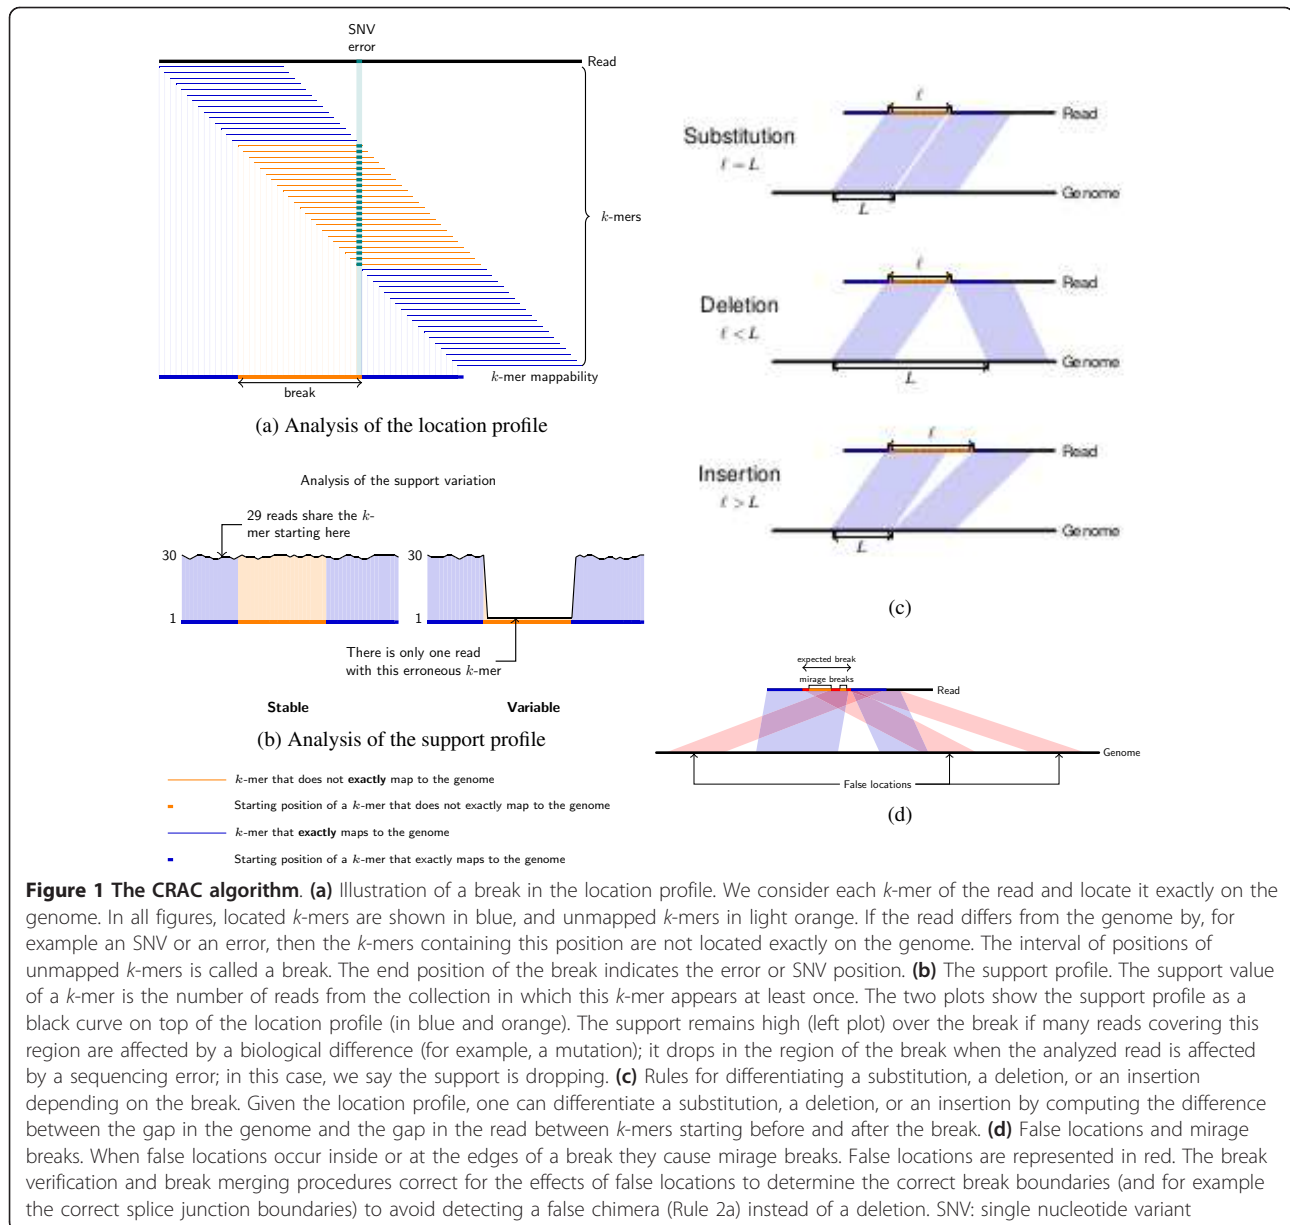 SNV
error
Read
k-mers
k-mer mappability
break
(a) Analysis of the location profile
Analysis of the support variation
29 reads share the k-
mer starting here
30
1
30
1
There is only one read
with this erroneous k-mer
Stable
Variable
(b) Analysis of the support profile
k-mer that does not exactly map to the genome
Starting position of a k-mer that does not exactly map to the genome
k-mer that exactly maps to the genome
Starting position of a k-mer that exactly maps to the genome
ℓ
Read
Substitution
ℓ = L
Genome
L
ℓ
Read
Deletion
ℓ < L
Genome
L
ℓ
Read
Insertion
ℓ > L
Genome
L
(c)
expected break
mirage breaks
Read
Genome
False locations
(d)
Figure 1 The CRAC algorithm. (a) Illustration of a break in the location profile. We consider each k-mer of the read and locate it exactly on the
genome. In all figures, located k-mers are shown in blue, and unmapped k-mers in light orange. If the read differs from the genome by, for
example an SNV or an error, then the k-mers containing this position are not located exactly on the genome. The interval of positions of
unmapped k-mers is called a break. The end position of the break indicates the error or SNV position. (b) The support profile. The support value
of a k-mer is the number of reads from the collection in which this k-mer appears at least once. The two plots show the support profile as a
black curve on top of the location profile (in blue and orange). The support remains high (left plot) over the break if many reads covering this
region are affected by a biological difference (for example, a mutation); it drops in the region of the break when the analyzed read is affected
by a sequencing error; in this case, we say the support is dropping. (c) Rules for differentiating a substitution, a deletion, or an insertion
depending on the break. Given the location profile, one can differentiate a substitution, a deletion, or an insertion by computing the difference
between the gap in the genome and the gap in the read between k-mers starting before and after the break. (d) False locations and mirage
breaks. When false locations occur inside or at the edges of a break they cause mirage breaks. False locations are represented in red. The break
verification and break merging procedures correct for the effects of false locations to determine the correct break boundaries (and for example
the correct splice junction boundaries) to avoid detecting a false chimera (Rule 2a) instead of a deletion. SNV: single nucleotide variant